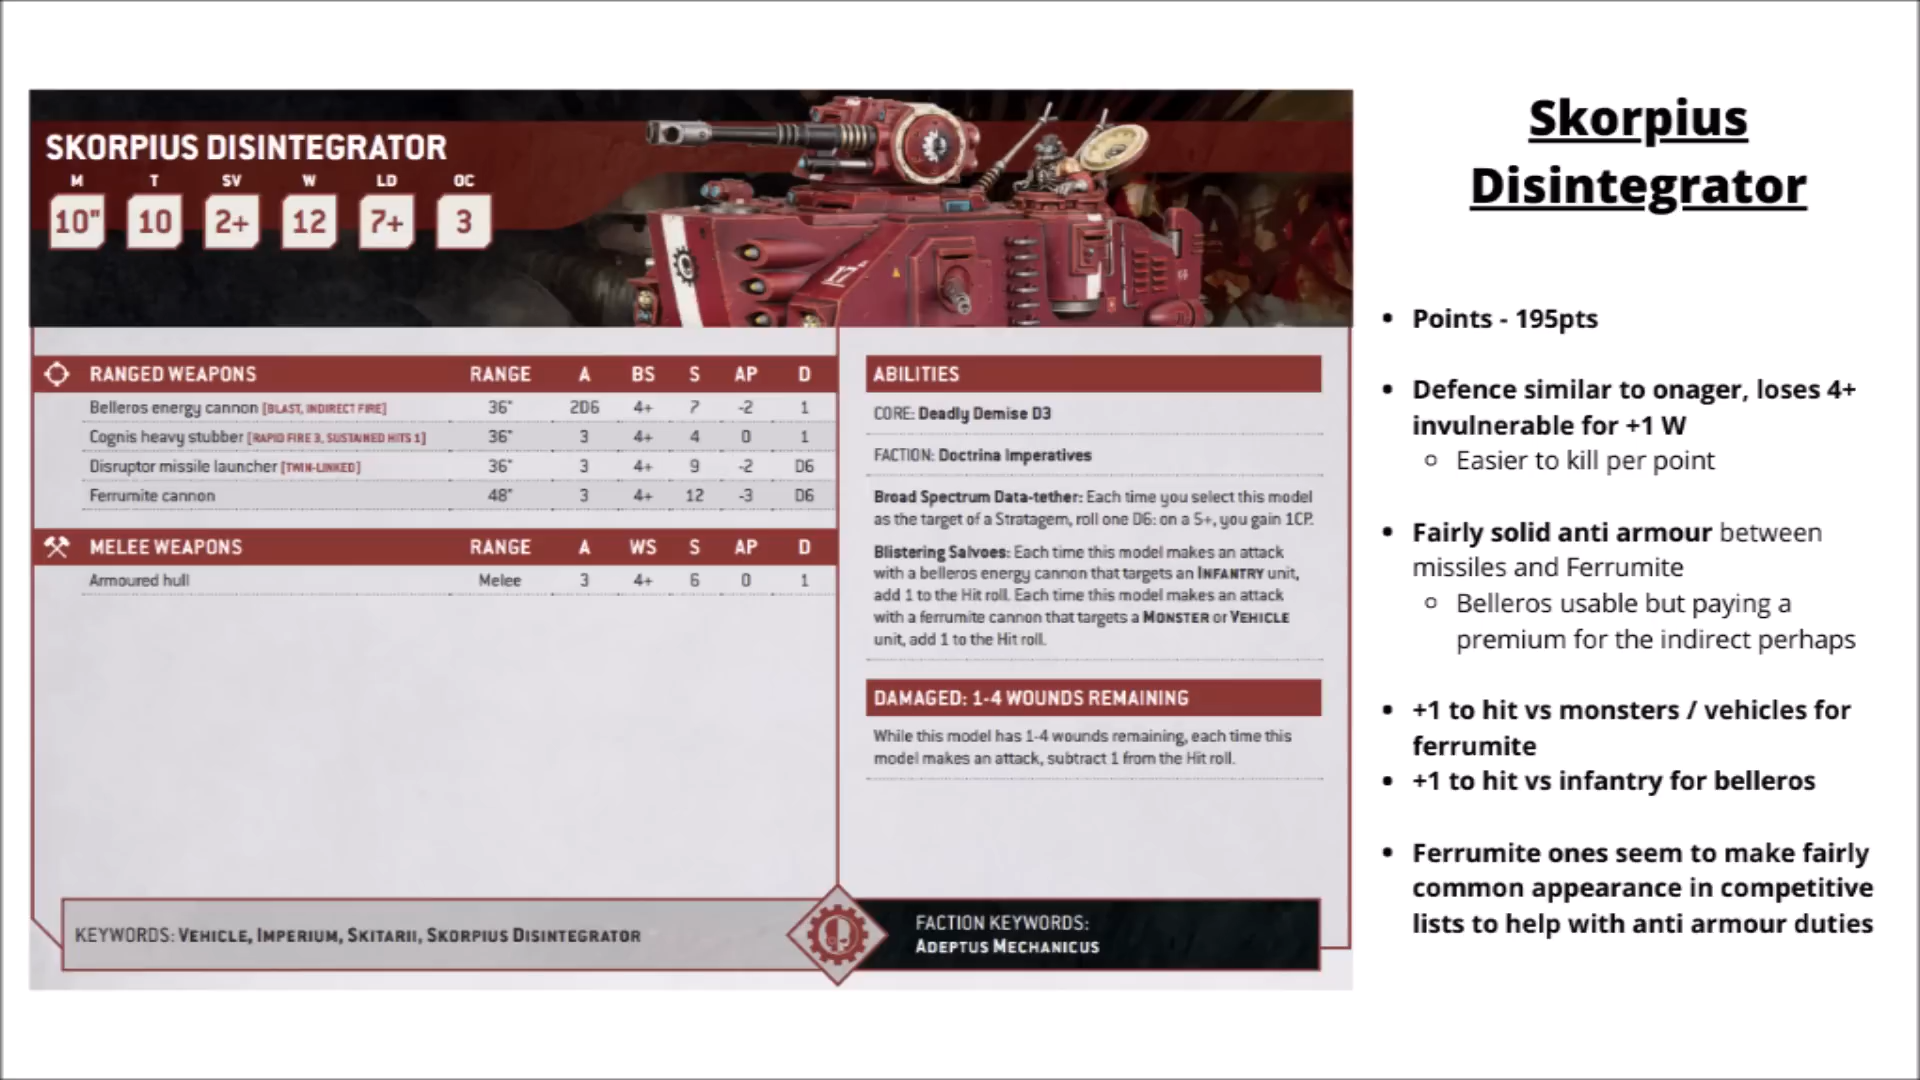 SKORPIUS DISINTEGRATOR
M T SV W LD OC
10" 10 2+ 12 7+ 3
RANGED WEAPONS RANGE A BS S AP D
Belleros energy cannon [BLAST, INDIRECT FIRE] 36" 2D6 4+ 7 -2 1
Cognis heavy stubber [RAPID FIRE 3, SUSTAINED HITS 1] 36" 3 4+ 4 0 1
Disruptor missile launcher [TWIN-LINKED] 36" 3 4+ 9 -2 D6
Ferrumite cannon 48" 3 4+ 12 -3 D6
MELEE WEAPONS RANGE A WS S AP D
Armoured hull Melee 3 4+ 6 0 1
ABILITIES
CORE: Deadly Demise D3
FACTION: Doctrina Imperatives
Broad Spectrum Data-tether: Each time you select this model
as the target of a Stratagem, roll one D6: on a 5+, you gain 1CP.
Blistering Salvoes: Each time this model makes an attack
with a belleros energy cannon that targets an INFANTRY unit,
add 1 to the Hit roll. Each time this model makes an attack
with a ferrumite cannon that targets a MONSTER or VEHICLE
unit, add 1 to the Hit roll.
DAMAGED: 1-4 WOUNDS REMAINING
While this model has 1-4 wounds remaining, each time this
model makes an attack, subtract 1 from the Hit roll.
KEYWORDS: VEHICLE, IMPERIUM, SKITARII, SKORPIUS DISINTEGRATOR
FACTION KEYWORDS:
ADEPTUS MECHANICUS
Skorpius
Disintegrator
• Points - 195pts
• Defence similar to onager, loses 4+
invulnerable for +1 W
○ Easier to kill per point
• Fairly solid anti armour between
missiles and Ferrumite
○ Belleros usable but paying a
premium for the indirect perhaps
• +1 to hit vs monsters / vehicles for
ferrumite
• +1 to hit vs infantry for belleros
• Ferrumite ones seem to make fairly
common appearance in competitive
lists to help with anti armour duties
17